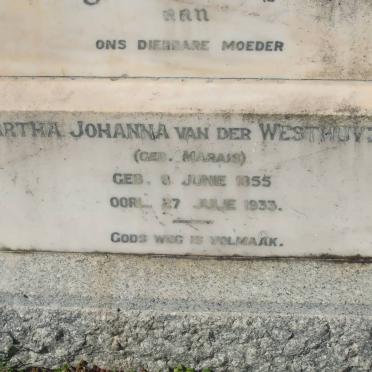 aan
ONS DIERBARE MOEDER
ARTHA JOHANNA VAN DER WESTHUYZ
(GEB. MARAIS)
GEB. 8 JUNIE 1855
OORL. 27 JULIE 1933.
GODS WEG IS VOLMAAK.